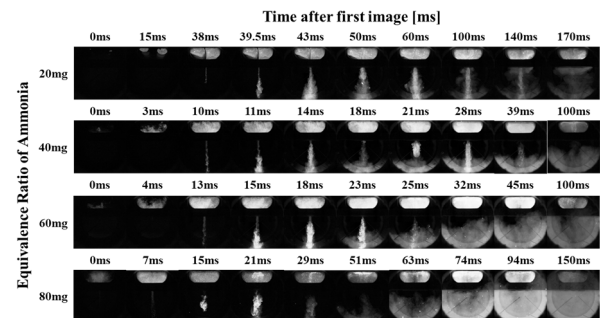 Time after first image [ms]
0ms 15ms 38ms 39.5ms 43ms 50ms 60ms 100ms 140ms 170ms
20mg
0ms 3ms 10ms 11ms 14ms 18ms 21ms 28ms 39ms 100ms
40mg
0ms 4ms 13ms 15ms 18ms 23ms 25ms 32ms 45ms 100ms
60mg
0ms 7ms 15ms 21ms 29ms 51ms 63ms 74ms 94ms 150ms
80mg
Equivalence Ratio of Ammonia